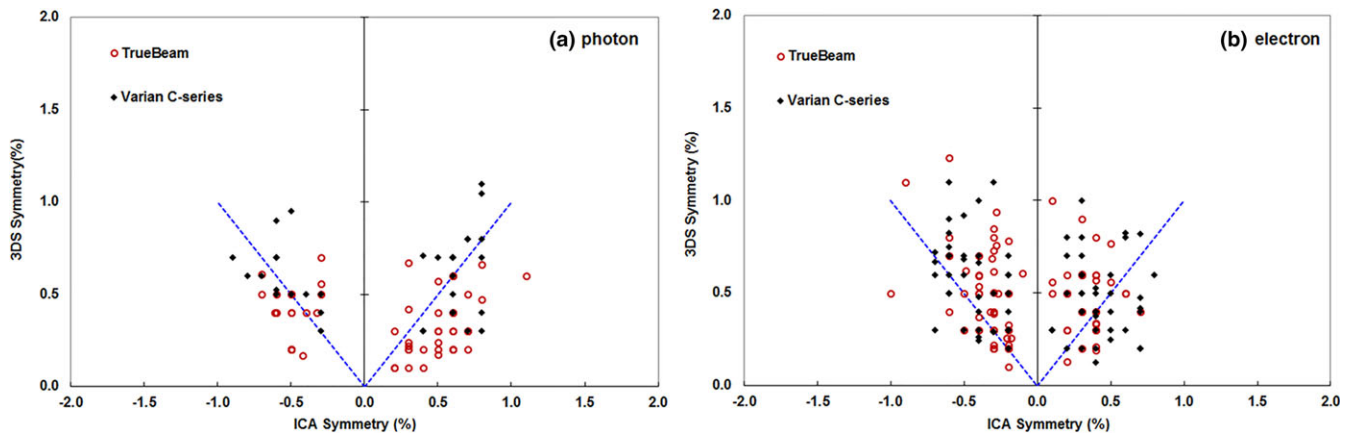 2.0
(a) photon
TrueBeam
1.5
Varian C-series
3DS Symmetry(%)
1.0
0.5
0.0
-2.0 -1.5 -1.0 -0.5 0.0 0.5 1.0 1.5 2.0
ICA Symmetry (%)
2.0
(b) electron
TrueBeam
1.5
Varian C-series
3DS Symmetry (%)
1.0
0.5
0.0
-2.0 -1.5 -1.0 -0.5 0.0 0.5 1.0 1.5 2.0
ICA Symmetry (%)